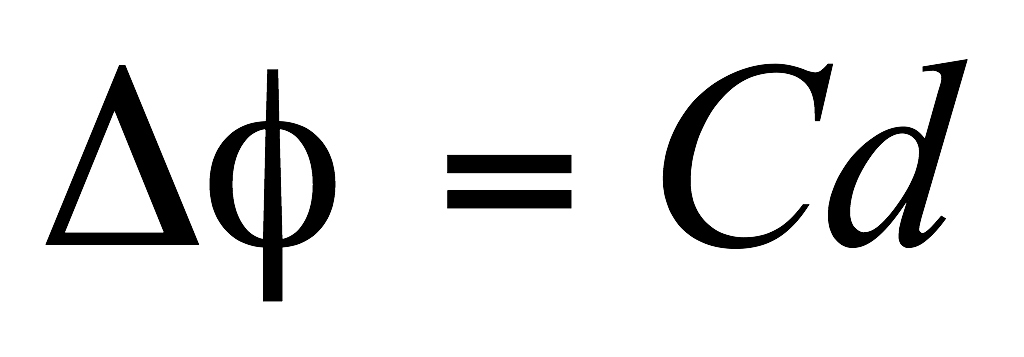 Δϕ = Cd